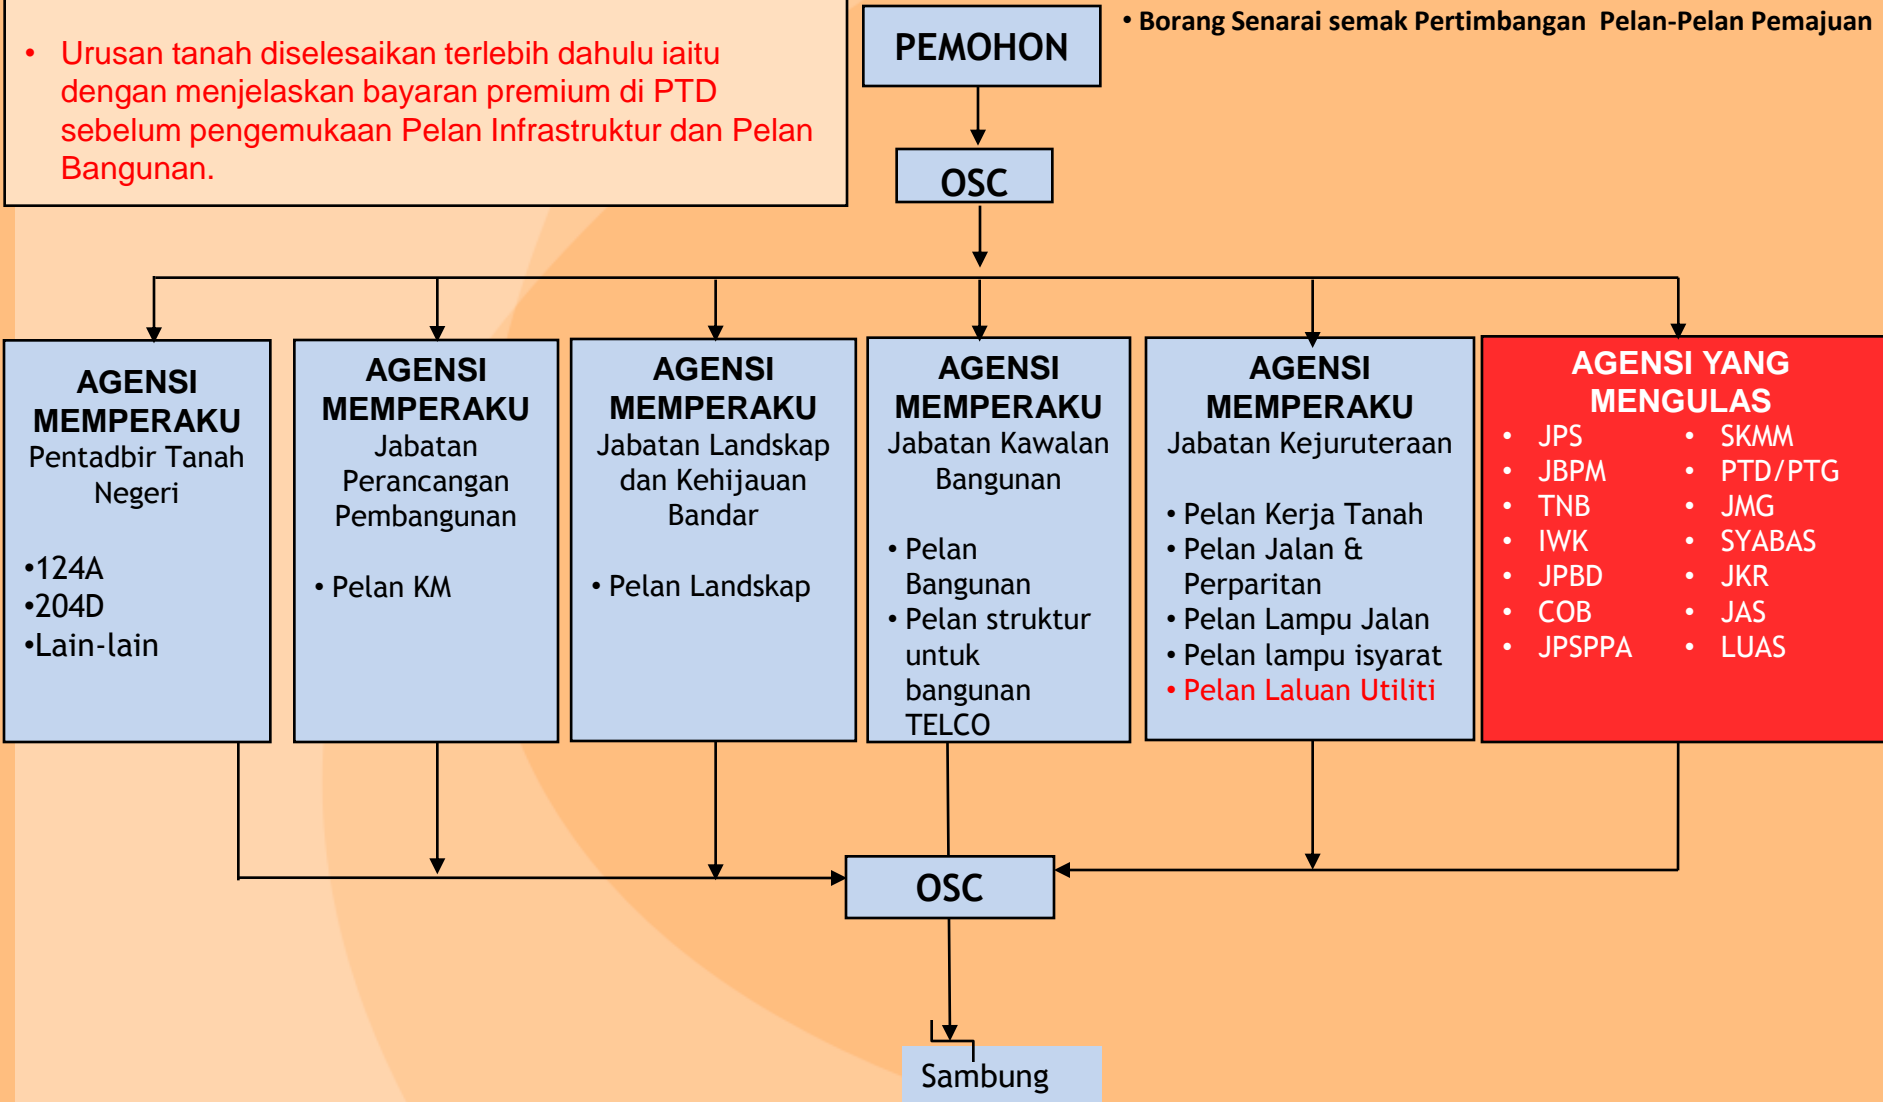 • Urusan tanah diselesaikan terlebih dahulu iaitu
dengan menjelaskan bayaran premium di PTD
sebelum pengemukaan Pelan Infrastruktur dan Pelan
Bangunan.
PEMOHON
• Borang Senarai semak Pertimbangan Pelan-Pelan Pemajuan
OSC
AGENSI
MEMPERAKU
Pentadbir Tanah
Negeri
•124A
•204D
•Lain-lain
AGENSI
MEMPERAKU
Jabatan
Perancangan
Pembangunan
• Pelan KM
AGENSI
MEMPERAKU
Jabatan Landskap
dan Kehijauan
Bandar
• Pelan Landskap
AGENSI
MEMPERAKU
Jabatan Kawalan
Bangunan
• Pelan
Bangunan
• Pelan struktur
untuk
bangunan
TELCO
AGENSI
MEMPERAKU
Jabatan Kejuruteraan
• Pelan Kerja Tanah
• Pelan Jalan &
Perparitan
• Pelan Lampu Jalan
• Pelan lampu isyarat
• Pelan Laluan Utiliti
AGENSI YANG
MENGULAS
• JPS
• JBPM
• TNB
• IWK
• JPBD
• COB
• JPSPPA
• SKMM
• PTD/PTG
• JMG
• SYABAS
• JKR
• JAS
• LUAS
OSC
Sambung